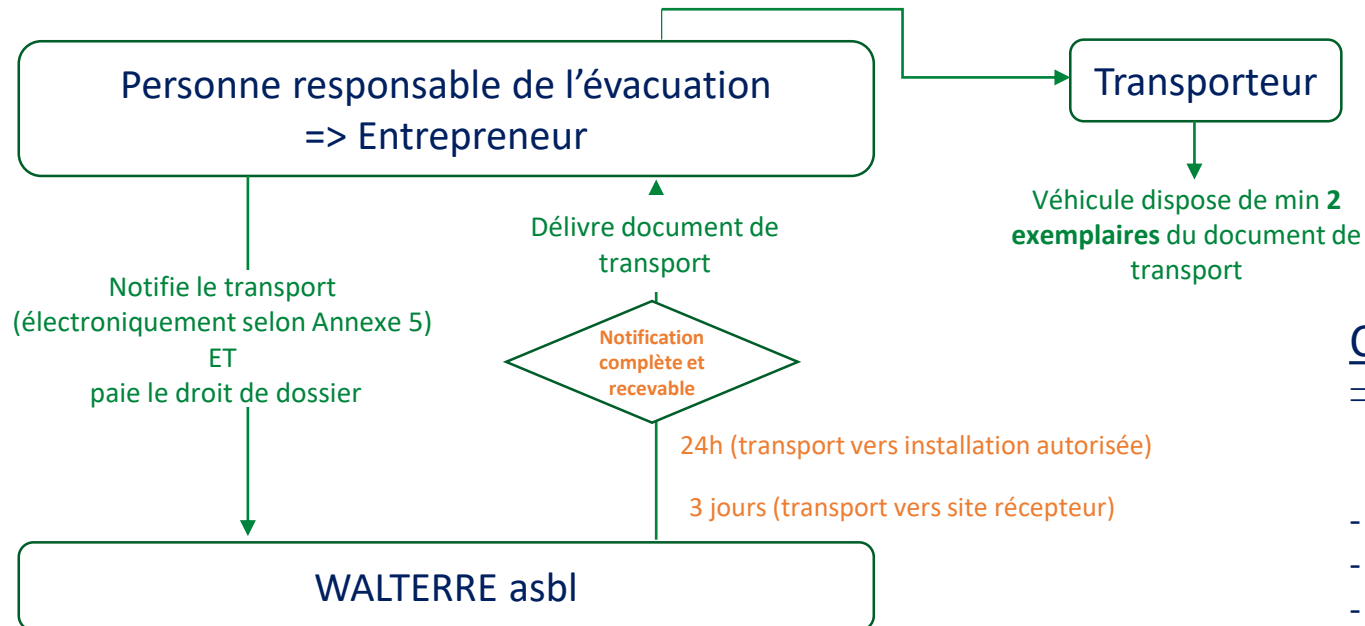 Personne responsable de l’évacuation
=> Entrepreneur
Transporteur
Véhicule dispose de min 2
exemplaires du document de
transport
Délivre document de
transport
Notifie le transport
(électroniquement selon Annexe 5)
ET
paie le droit de dossier
Notification
complète et
recevable
24h (transport vers installation autorisée)
3 jours (transport vers site récepteur)
WALTERRE asbl
-
-
-